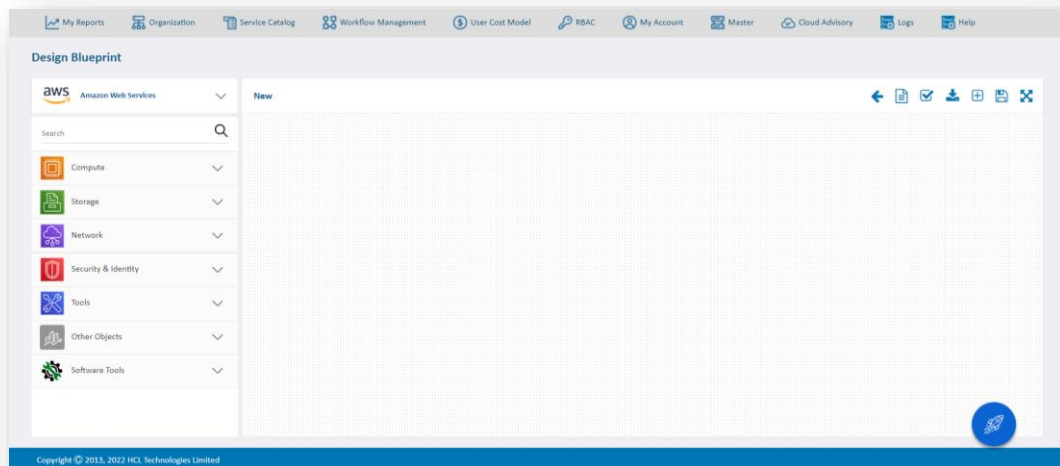 My Reports Organization Service Catalog Workflow Management User Cost Model RBAC My Account Master Cloud Advisory Logs Help
Design Blueprint
aws Amazon Web Services
New
Search
Compute
Storage
Network
Security & Identity
Tools
Other Objects
Software Tools
Copyright © 2013, 2022 HCL Technologies Limited